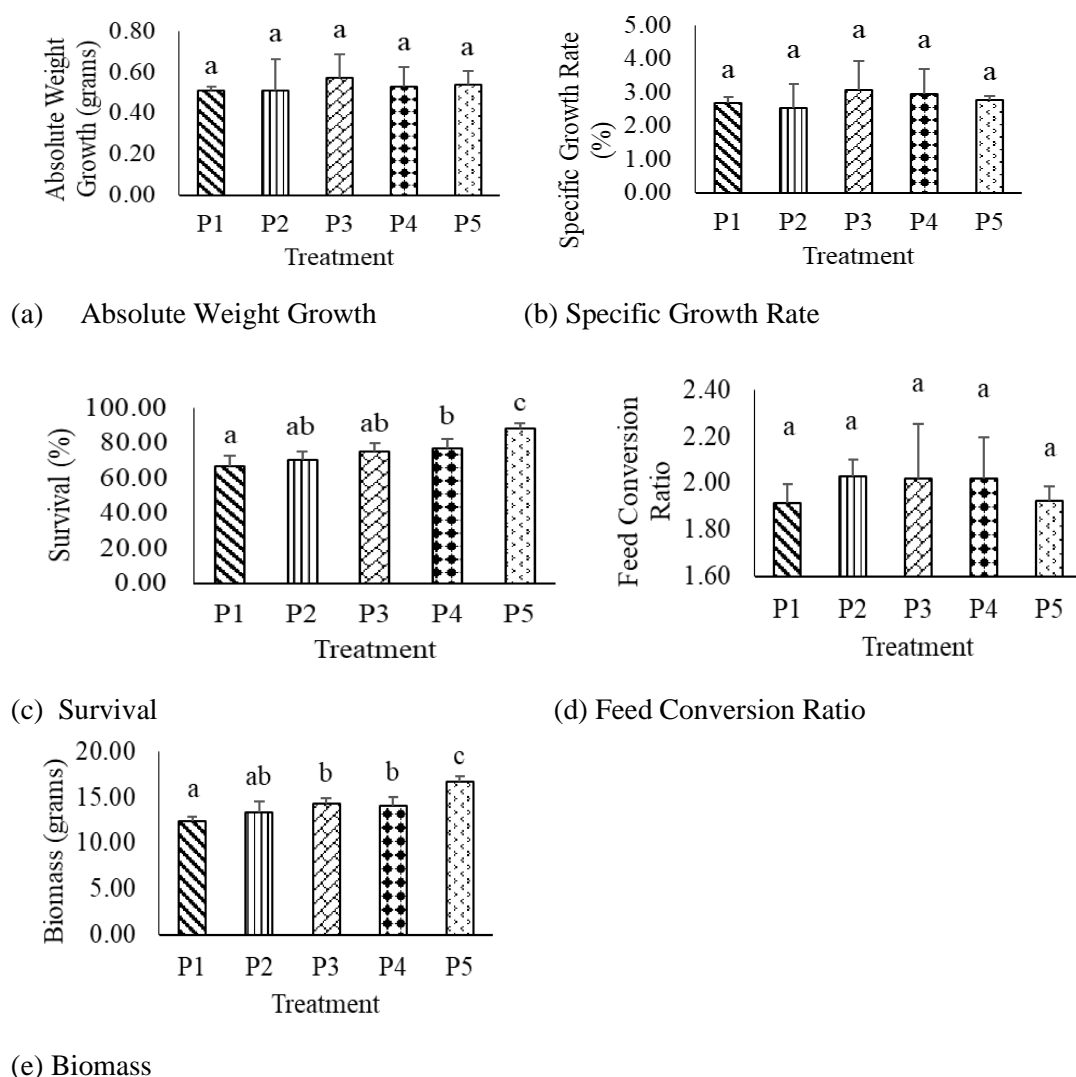 Absolute Weight
Growth (grams)
0.80
0.60
0.40
0.20
0.00
a a a a a
P1 P2 P3 P4 P5
Treatment
Specific Growth Rate
(%)
5.00
4.00
3.00
2.00
1.00
0.00
a a a a a
P1 P2 P3 P4 P5
Treatment
(a) Absolute Weight Growth
(b) Specific Growth Rate
Survival (%)
100.00
80.00
60.00
40.00
20.00
0.00
a ab ab b c
P1 P2 P3 P4 P5
Treatment
Feed Conversion
Ratio
2.40
2.20
2.00
1.80
1.60
a a a a a
P1 P2 P3 P4 P5
Treatment
(c) Survival
(d) Feed Conversion Ratio
Biomass (grams)
20.00
15.00
10.00
5.00
0.00
a ab b b c
P1 P2 P3 P4 P5
Treatment
(e) Biomass